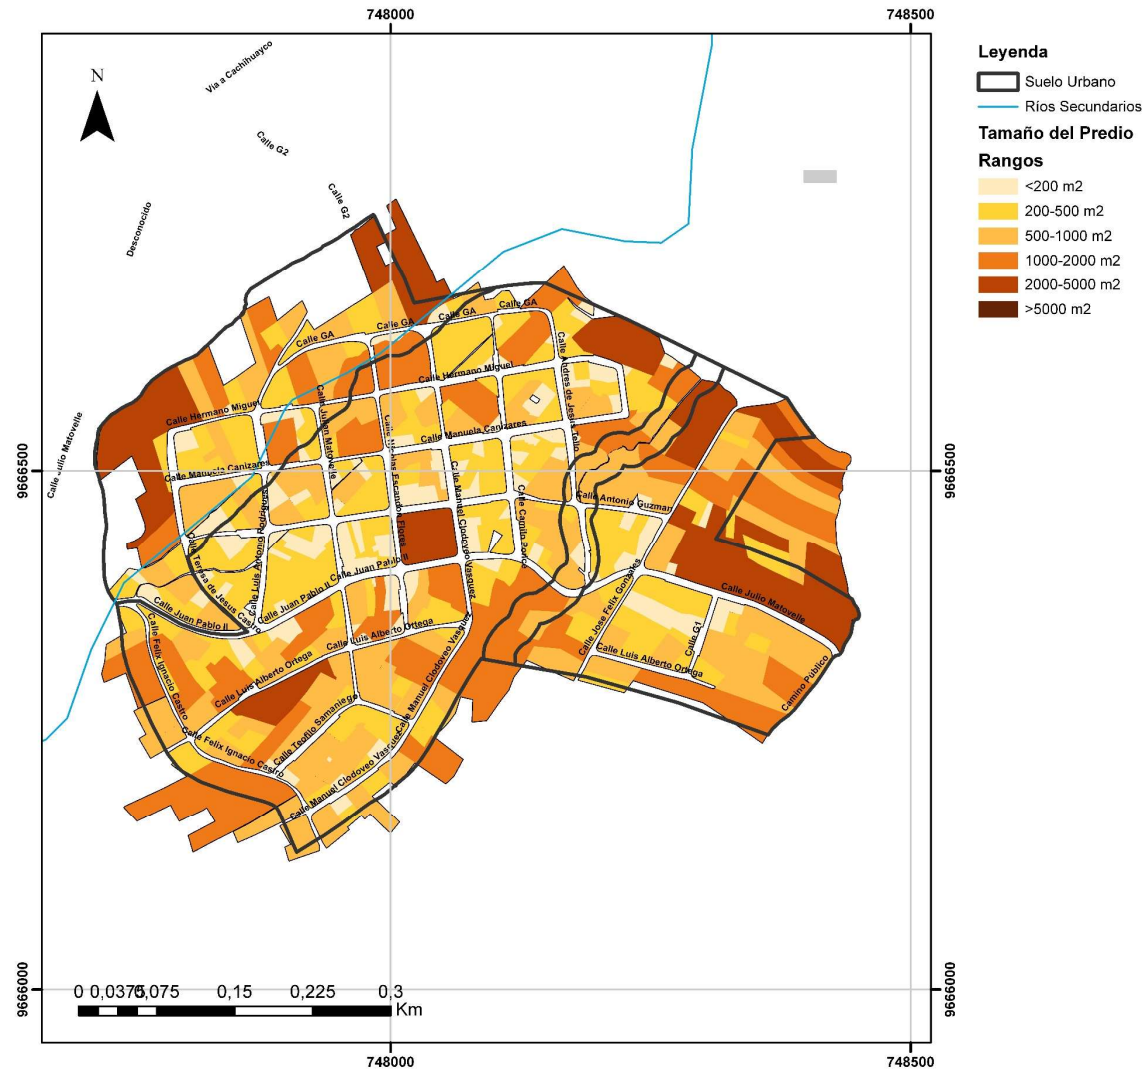 748000
748500
Via a Cachihuayco
N
Calle G2
Calle G2
Desconocido
Calle Julio Matovelle
Leyenda
Suelo Urbano
Ríos Secundarios
Tamaño del Predio
Rangos
<200 m2
200-500 m2
500-1000 m2
1000-2000 m2
2000-5000 m2
>5000 m2
Calle GA
Calle GA
Calle GA
Calle GA
Calle Hermano Miguel
Calle Hermano Miguel
Calle Andres de Jesus Tello
Calle Julian Matovelle
Calle Manuela Canizares
Calle Manuela Canizares
9666500
9666500
Calle Antonio Guzman
Calle Manuel Clodoveo Vasquez
Calle Luis Antonio Rodriguez
Calle Teresa de Jesus Castro
Calle Juan Pablo II
Calle Juan Pablo II
Calle Juan Pablo II
Calle Jose Felix Gonzales
Calle Julio Matovelle
Calle G1
Calle Luis Alberto Ortega
Calle Luis Alberto Ortega
Calle Luis Alberto Ortega
Camino Público
Calle Felix Ignacio Castro
Calle Felix Ignacio Castro
Calle Teofilo Samaniego
Calle Manuel Clodoveo Vasquez
Calle Manuel Clodoveo Vasquez
9666000
9666000
0 0,0375 0,075 0,15 0,225 0,3
Km
748000
748500